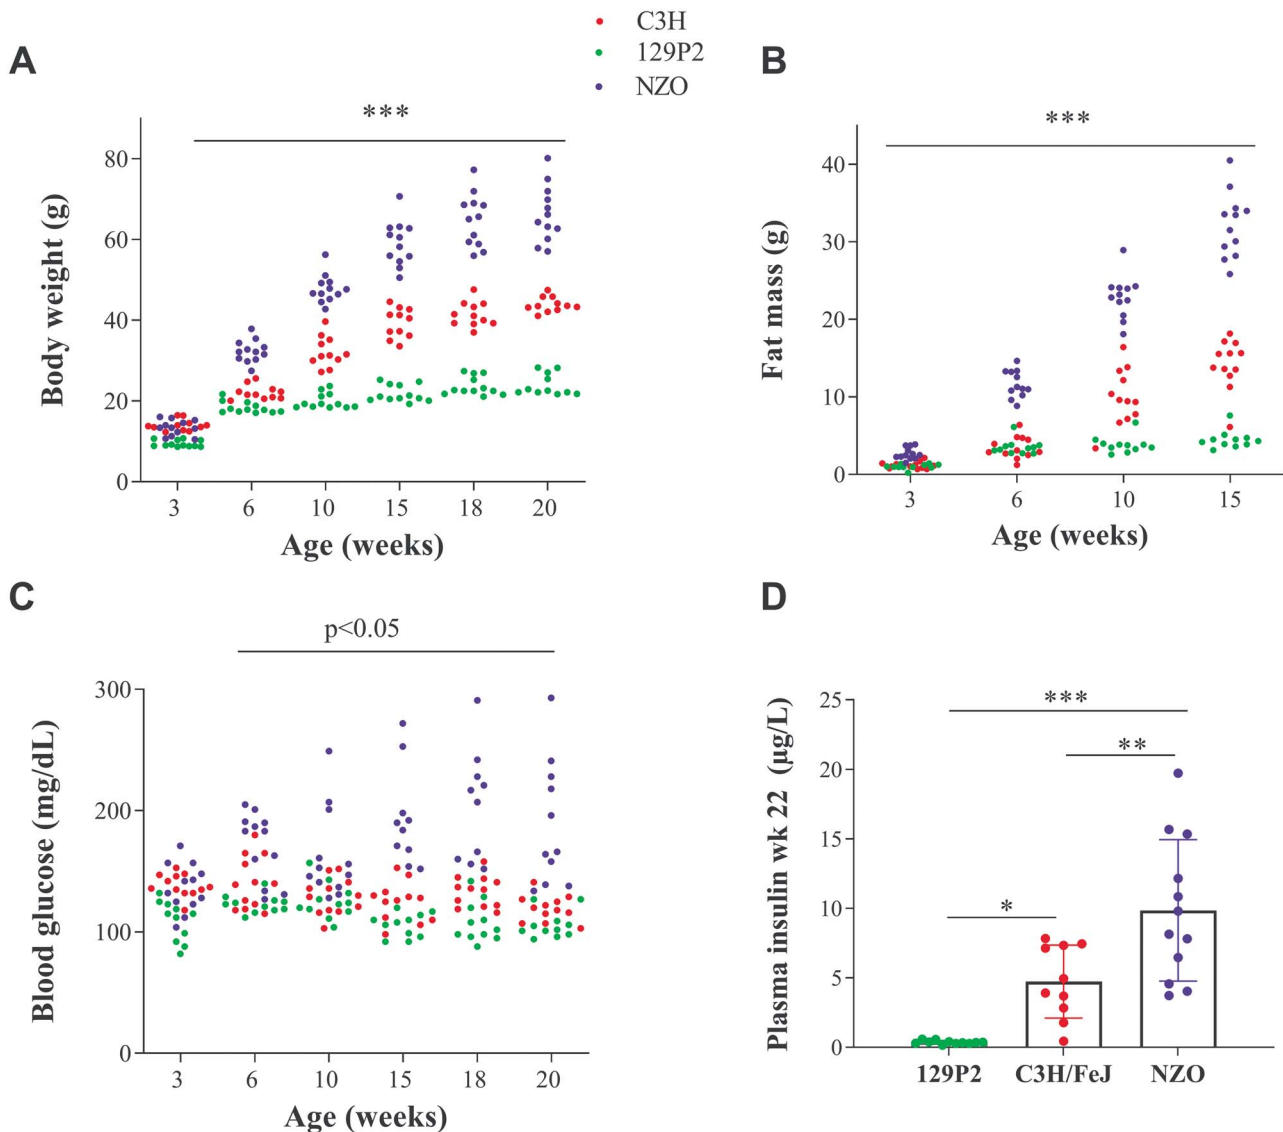 C3H
129P2
NZO
A
***
Body weight (g)
80
60
40
20
0
3 6 10 15 18 20
Age (weeks)
B
***
Fat mass (g)
40
30
20
10
0
3 6 10 15
Age (weeks)
C
p<0.05
Blood glucose (mg/dL)
300
200
100
0
3 6 10 15 18 20
Age (weeks)
D
***
**
*
Plasma insulin wk 22 (µg/L)
25
20
15
10
5
0
129P2 C3H/FeJ NZO